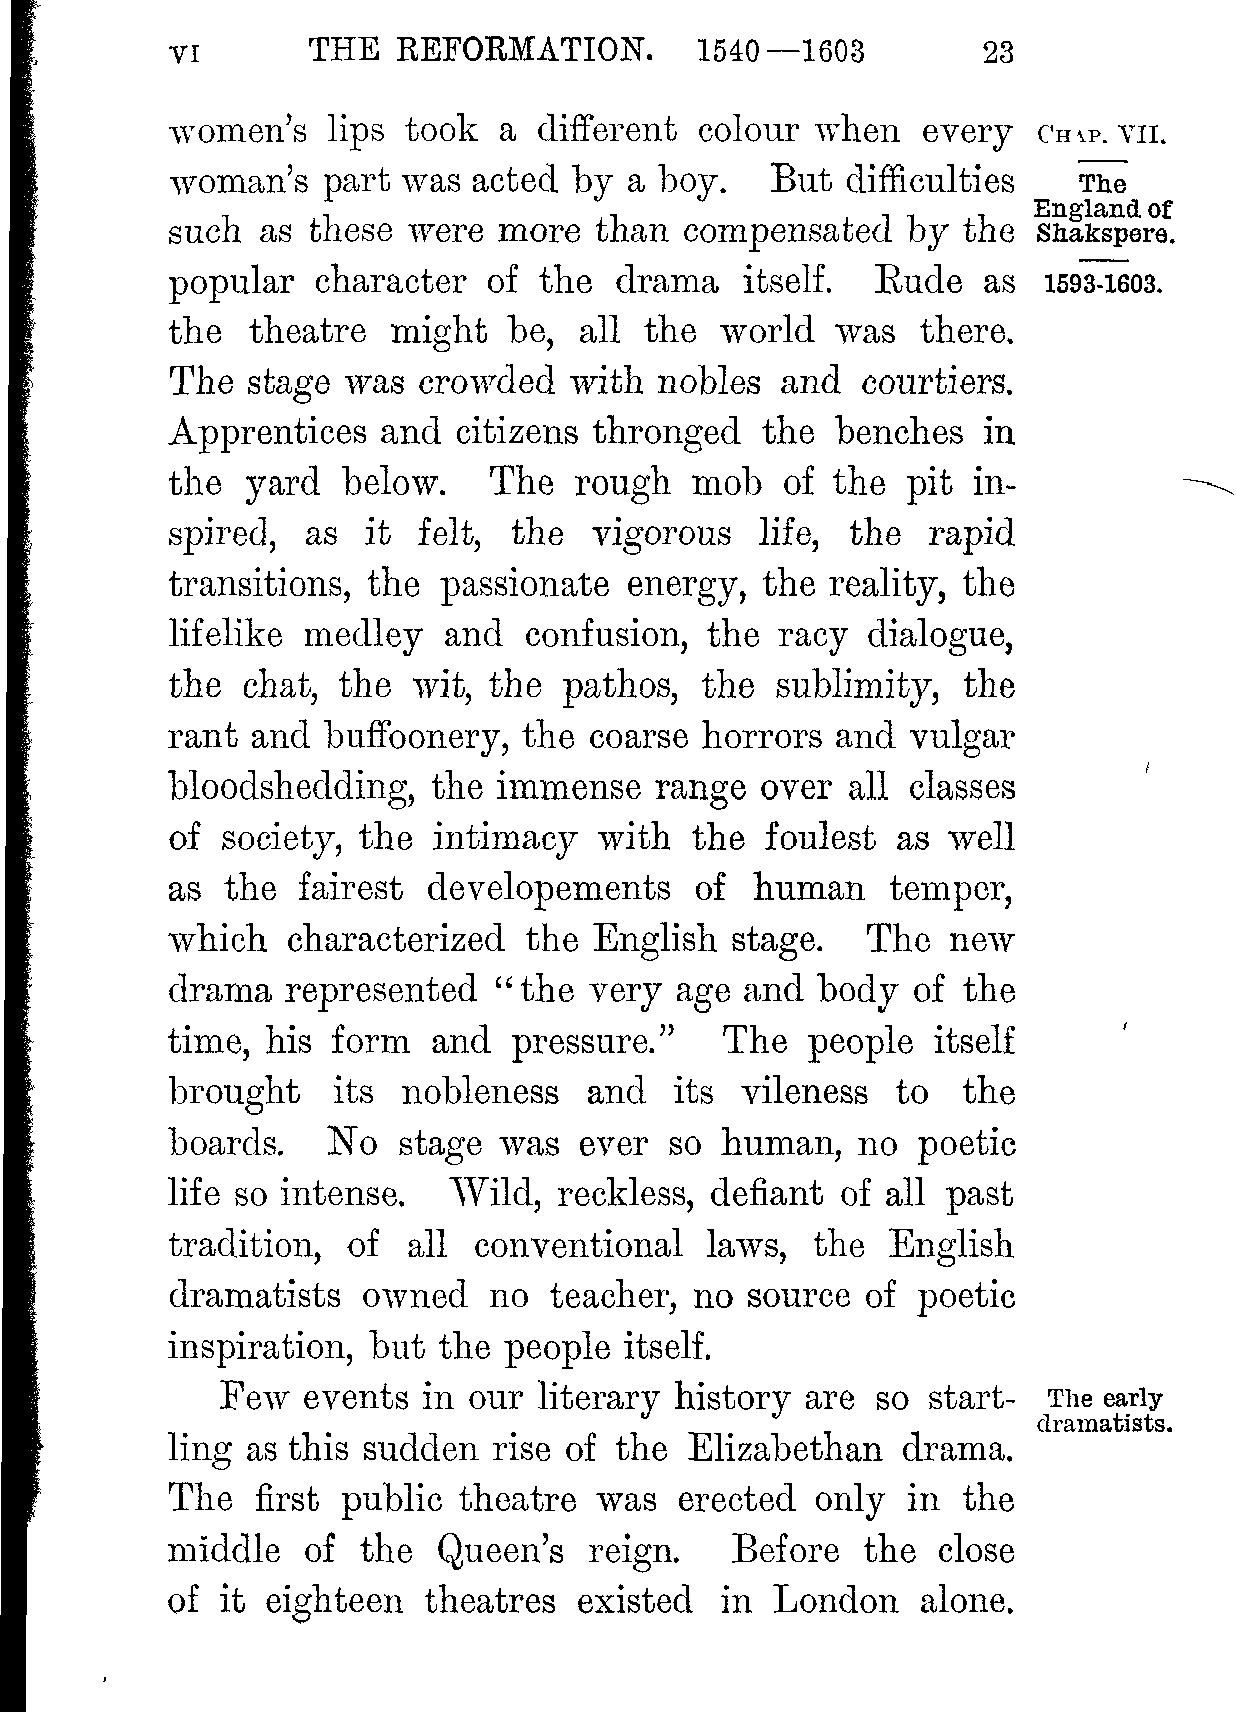 VI THE REFORMATION. 1540—1603 23
women's lips took a different colour when every
woman's part was acted by a boy. But difficulties
such as these were more than compensated by the
popular character of the drama itself. Rude as
the theatre might be, all the world was there.
The stage was crowded with nobles and courtiers.
Apprentices and citizens thronged the benches in
the yard below. The rough mob of the pit in-
spired, as it felt, the vigorous life, the rapid
transitions, the passionate energy, the reality, the
lifelike medley and confusion, the racy dialogue,
the chat, the wit, the pathos, the sublimity, the
rant and buffoonery, the coarse horrors and vulgar
bloodshedding, the immense range over all classes
of society, the intimacy with the foulest as well
as the fairest developements of human temper,
which characterized the English stage. The new
drama represented "the very age and body of the
time, his form and pressure." The people itself
brought its nobleness and its vileness to the
boards. No stage was ever so human, no poetic
life so intense. Wild, reckless, defiant of all past
tradition, of all conventional laws, the English
dramatists owned no teacher, no source of poetic
inspiration, but the people itself.
Few events in our literary history are so start-
ling as this sudden rise of the Elizabethan drama.
The first public theatre was erected only in the
middle of the Queen's reign. Before the close
of it eighteen theatres existed in London alone.
CHAP. VII.
The
England of
Shakspere.
1593-1603.
The early
dramatists.